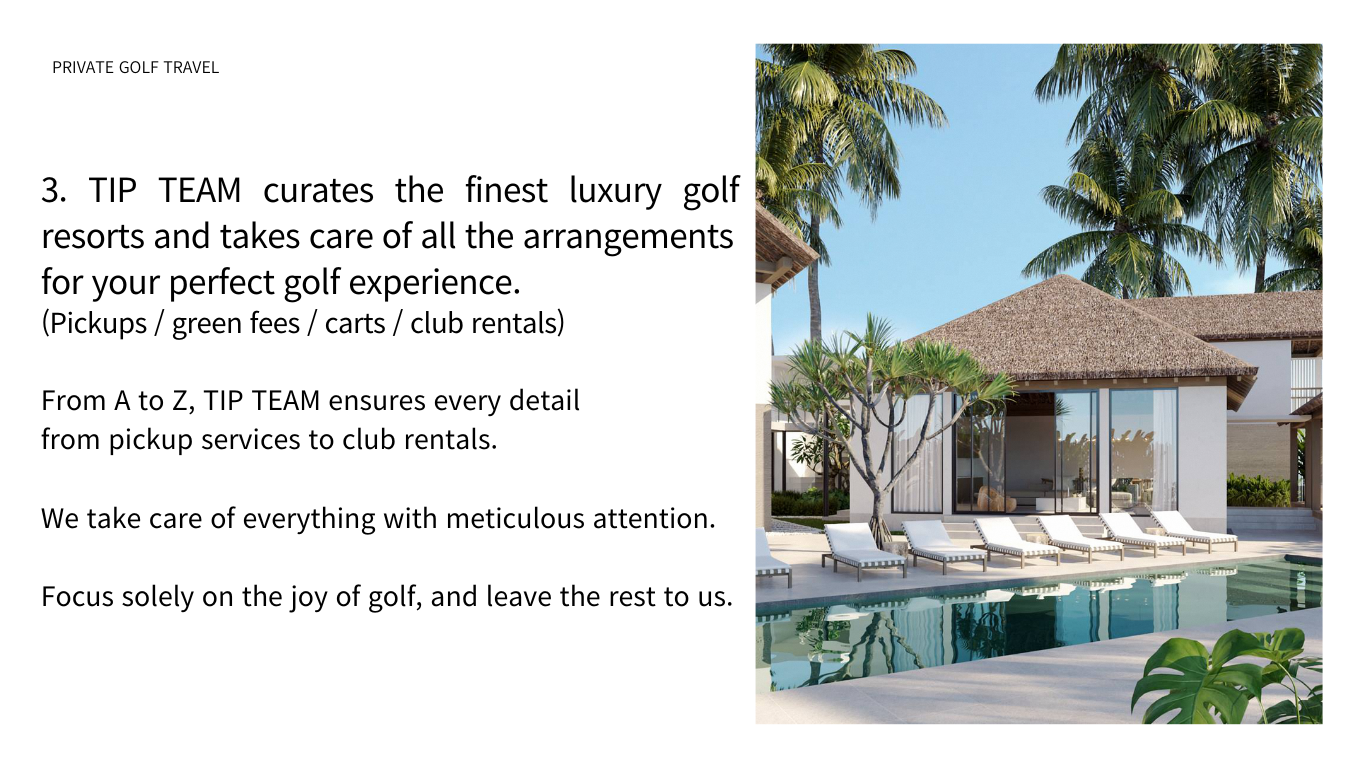 PRIVATE GOLF TRAVEL
3. TIP TEAM curates the finest luxury golf
resorts and takes care of all the arrangements
for your perfect golf experience.
(Pickups / green fees / carts / club rentals)
From A to Z, TIP TEAM ensures every detail
from pickup services to club rentals.
We take care of everything with meticulous attention.
Focus solely on the joy of golf, and leave the rest to us.